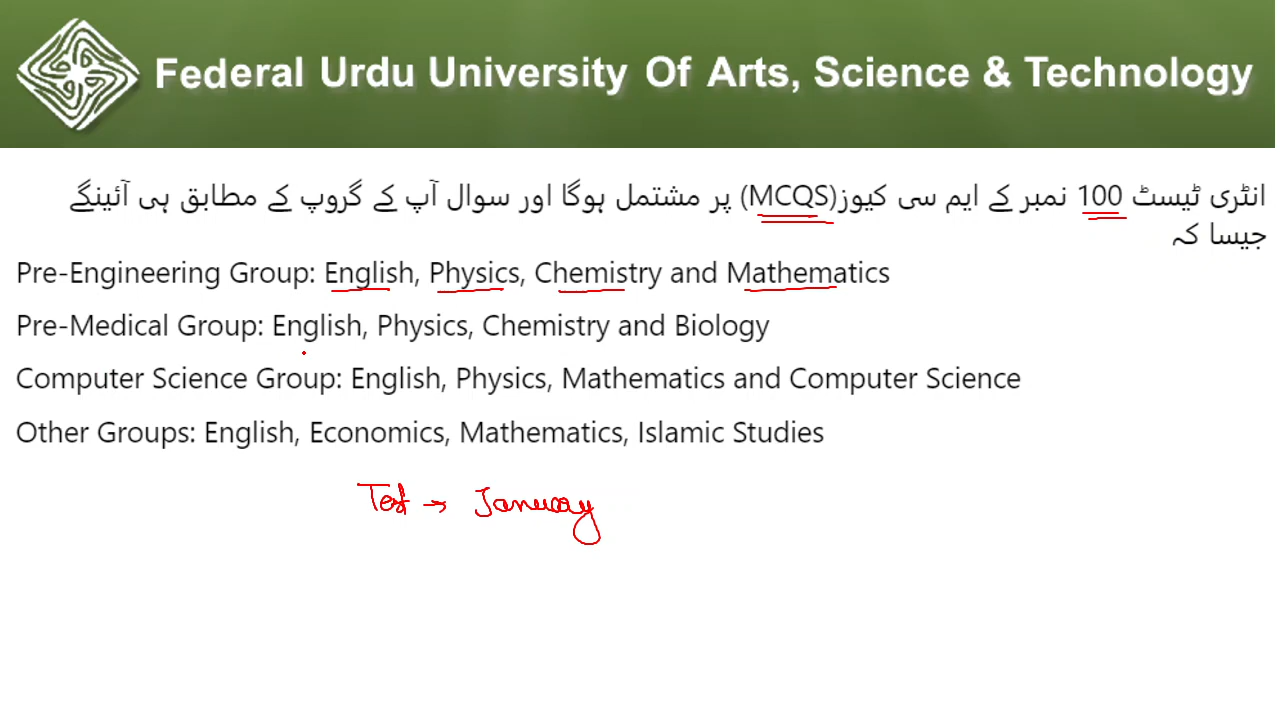 Federal Urdu University Of Arts, Science & Technology
انٹری ٹیسٹ 100 نمبر کے ایم سی کیوز(MCQS) پر مشتمل ہوگا اور سوال آپ کے گروپ کے مطابق ہی آئینگے
جیسا کہ
Pre-Engineering Group: English, Physics, Chemistry and Mathematics
Pre-Medical Group: English, Physics, Chemistry and Biology
Computer Science Group: English, Physics, Mathematics and Computer Science
Other Groups: English, Economics, Mathematics, Islamic Studies
Test → January